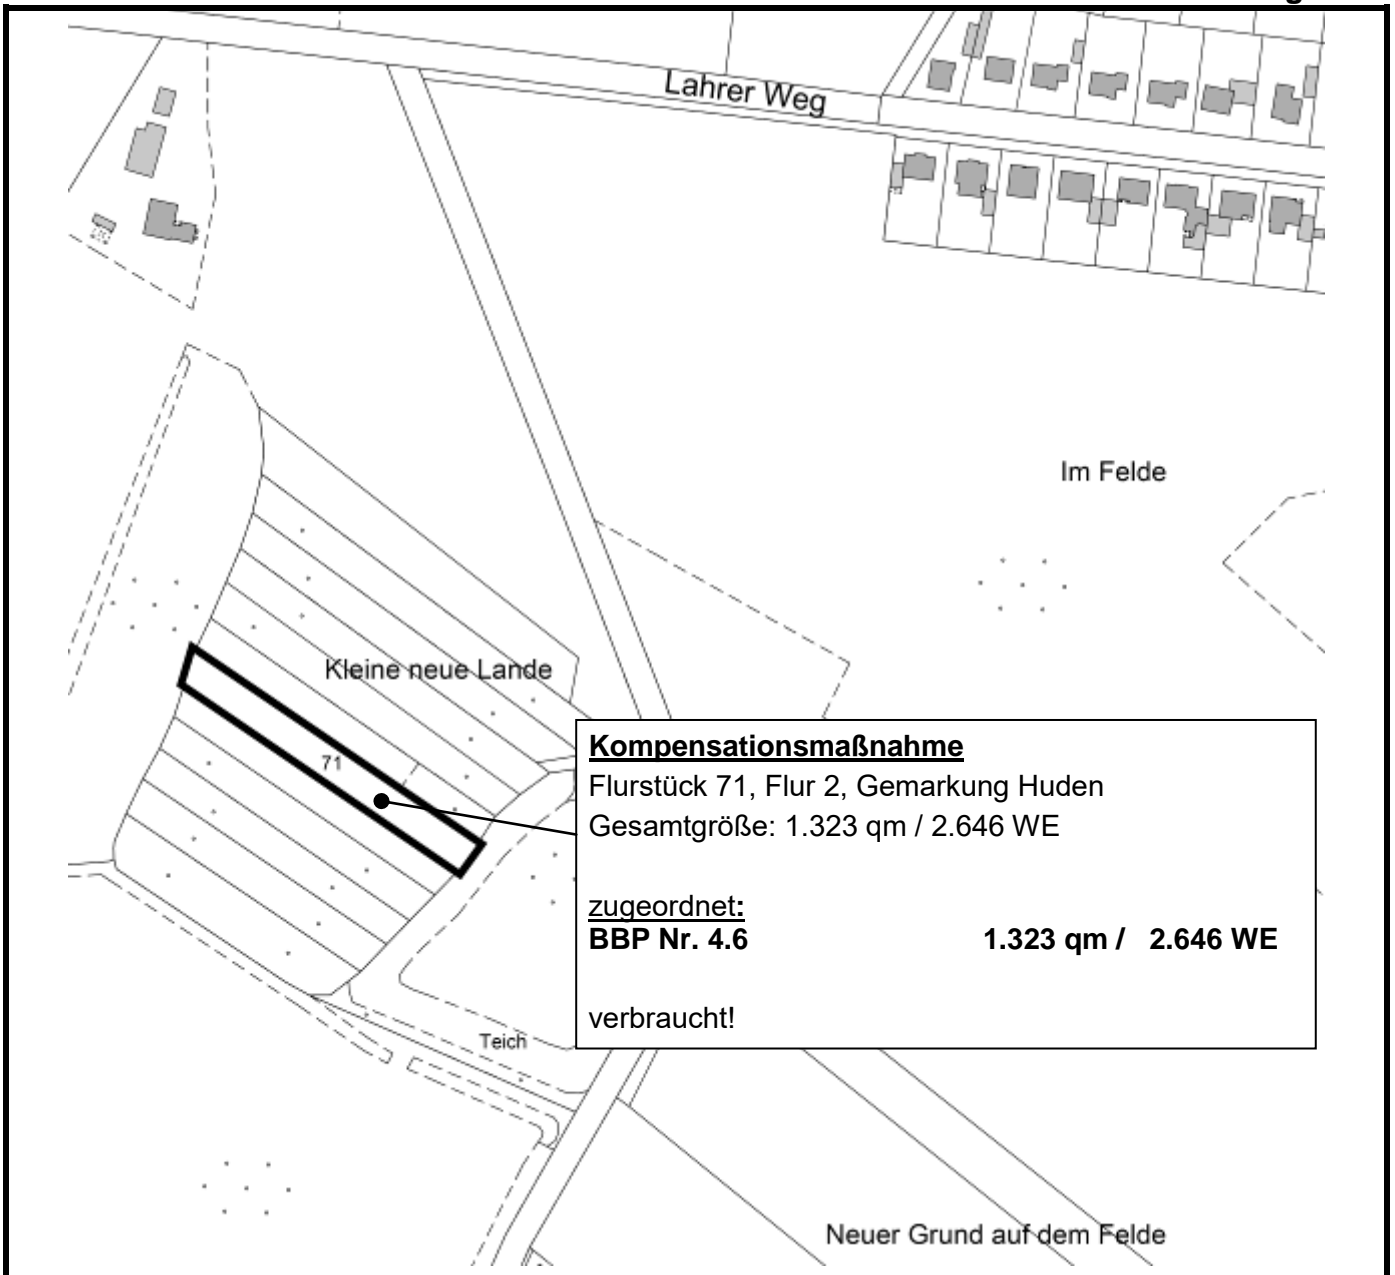 Lahrer Weg
Im Felde
Kleine neue Lande
71
Kompensationsmaßnahme
Flurstück 71, Flur 2, Gemarkung Huden
Gesamtgröße: 1.323 qm / 2.646 WE
zugeordnet:
BBP Nr. 4.6 1.323 qm / 2.646 WE
verbraucht!
Teich
Neuer Grund auf dem Felde